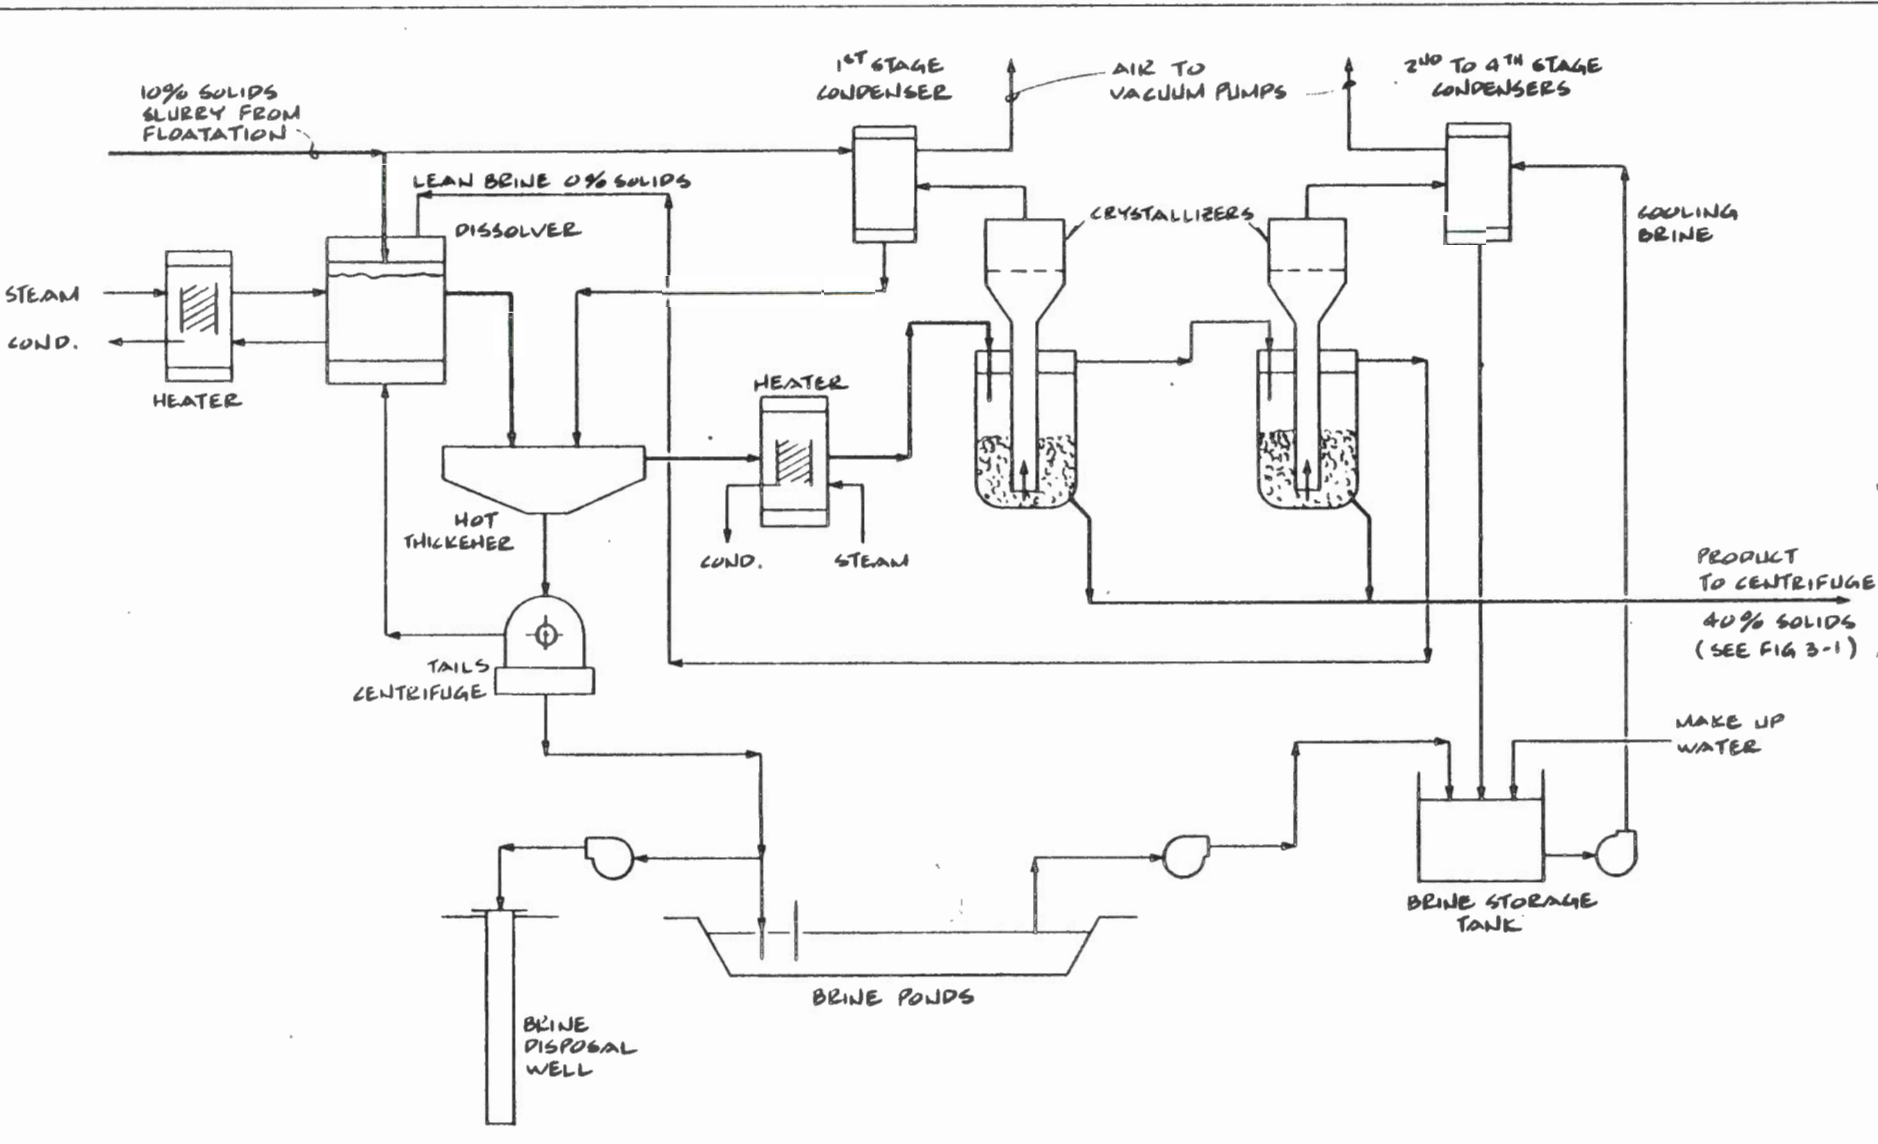 10% SOLIDS
SLURRY FROM
FLOATATION
1ST STAGE
CONDENSER
AIR TO
VACUUM PUMPS
2ND TO 4TH STAGE
CONDENSERS
LEAN BRINE 0% SOLIDS
DISSOLVER
CRYSTALLIZERS
COOLING
BRINE
STEAM
COND.
HEATER
HEATER
HOT
THICKENER
COND.
STEAM
PRODUCT
TO CENTRIFUGE
40% SOLIDS
(SEE FIG 3-1)
TAILS
CENTRIFUGE
MAKE UP
WATER
BRINE STORAGE
TANK
BRINE PONDS
BRINE
DISPOSAL
WELL